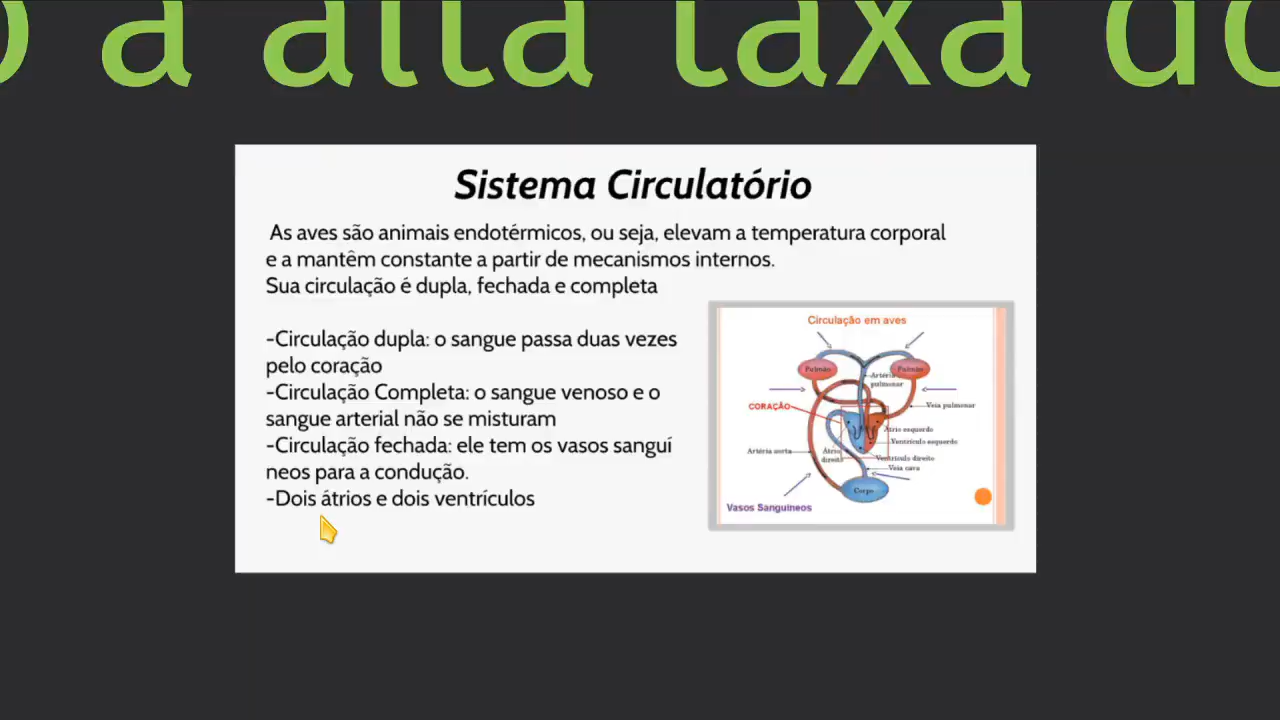 a alta taxa do
Sistema Circulatório
As aves são animais endotérmicos, ou seja, elevam a temperatura corporal
e a mantêm constante a partir de mecanismos internos.
Sua circulação é dupla, fechada e completa
-Circulação dupla: o sangue passa duas vezes
pelo coração
-Circulação Completa: o sangue venoso e o
sangue arterial não se misturam
-Circulação fechada: ele tem os vasos sanguí
neos para a condução.
-Dois átrios e dois ventrículos
Circulação em aves
Pulmão
Artéria
pulmonar
Pulmão
CORAÇÃO
Veia pulmonar
Átrio esquerdo
Ventrículo esquerdo
Artéria aorta
Átrio
direito
Ventrículo direito
Veia cava
Corpo
Vasos Sanguíneos